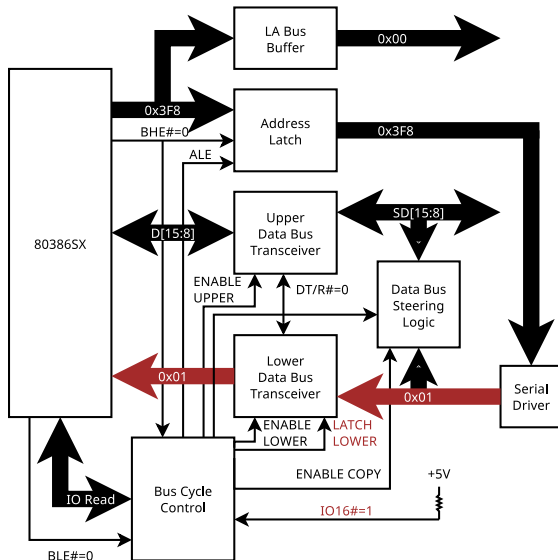 LA Bus
Buffer
0x00
0x3F8
BHE#=0
Address
Latch
0x3F8
ALE
80386SX
D[15:8]
Upper
Data Bus
Transceiver
SD[15:8]
ENABLE
UPPER
DT/R#=0
Data Bus
Steering
Logic
0x01
Lower
Data Bus
Transceiver
0x01
Serial
Driver
ENABLE
LOWER
LATCH
LOWER
IO Read
Bus Cycle
Control
ENABLE COPY
+5V
IO16#=1
BLE#=0